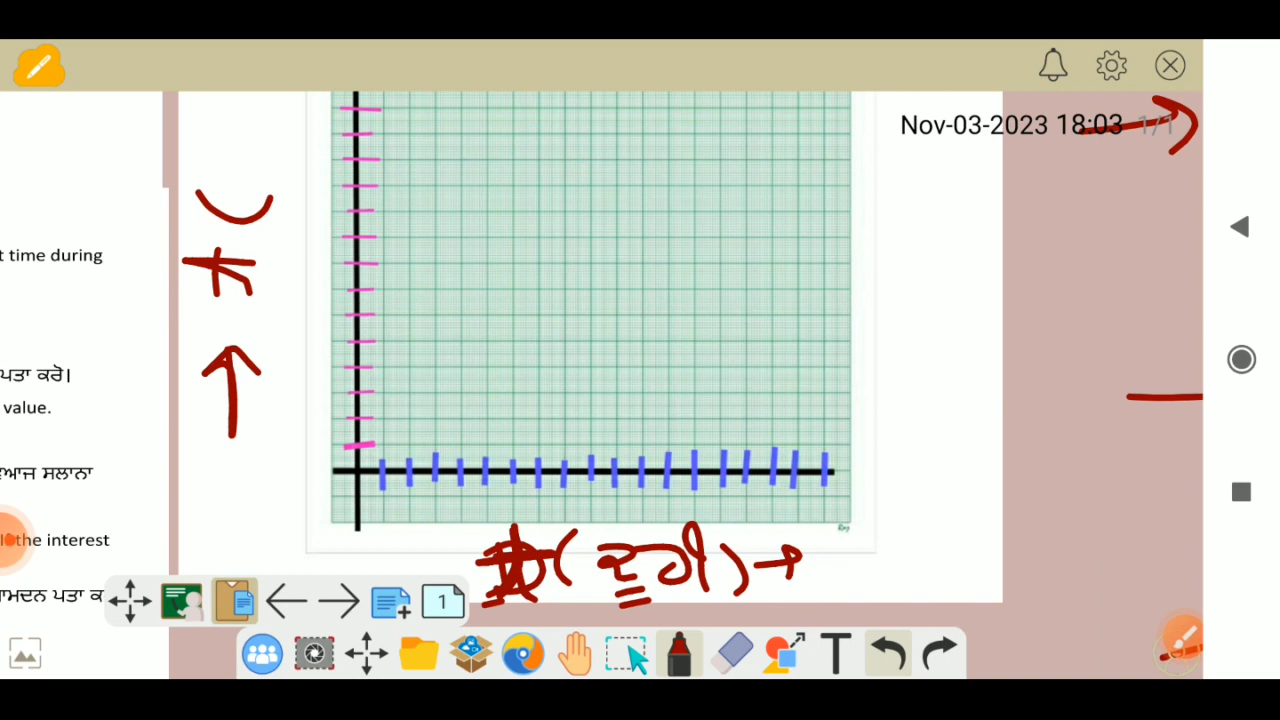 Nov-03-2023 18:03 1/1
t time during
ਪਤਾ ਕਰੋ।
value.
ਆਜ ਸਲਾਨਾ
the interest
ਾਮਦਨ ਪਤਾ ਕ
1
T